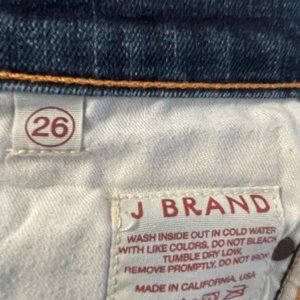 26
J BRAND
WASH INSIDE OUT IN COLD WATER
WITH LIKE COLORS, DO NOT BLEACH
TUMBLE DRY LOW,
REMOVE PROMPTLY, DO NOT IRON
MADE IN CALIFORNIA, USA